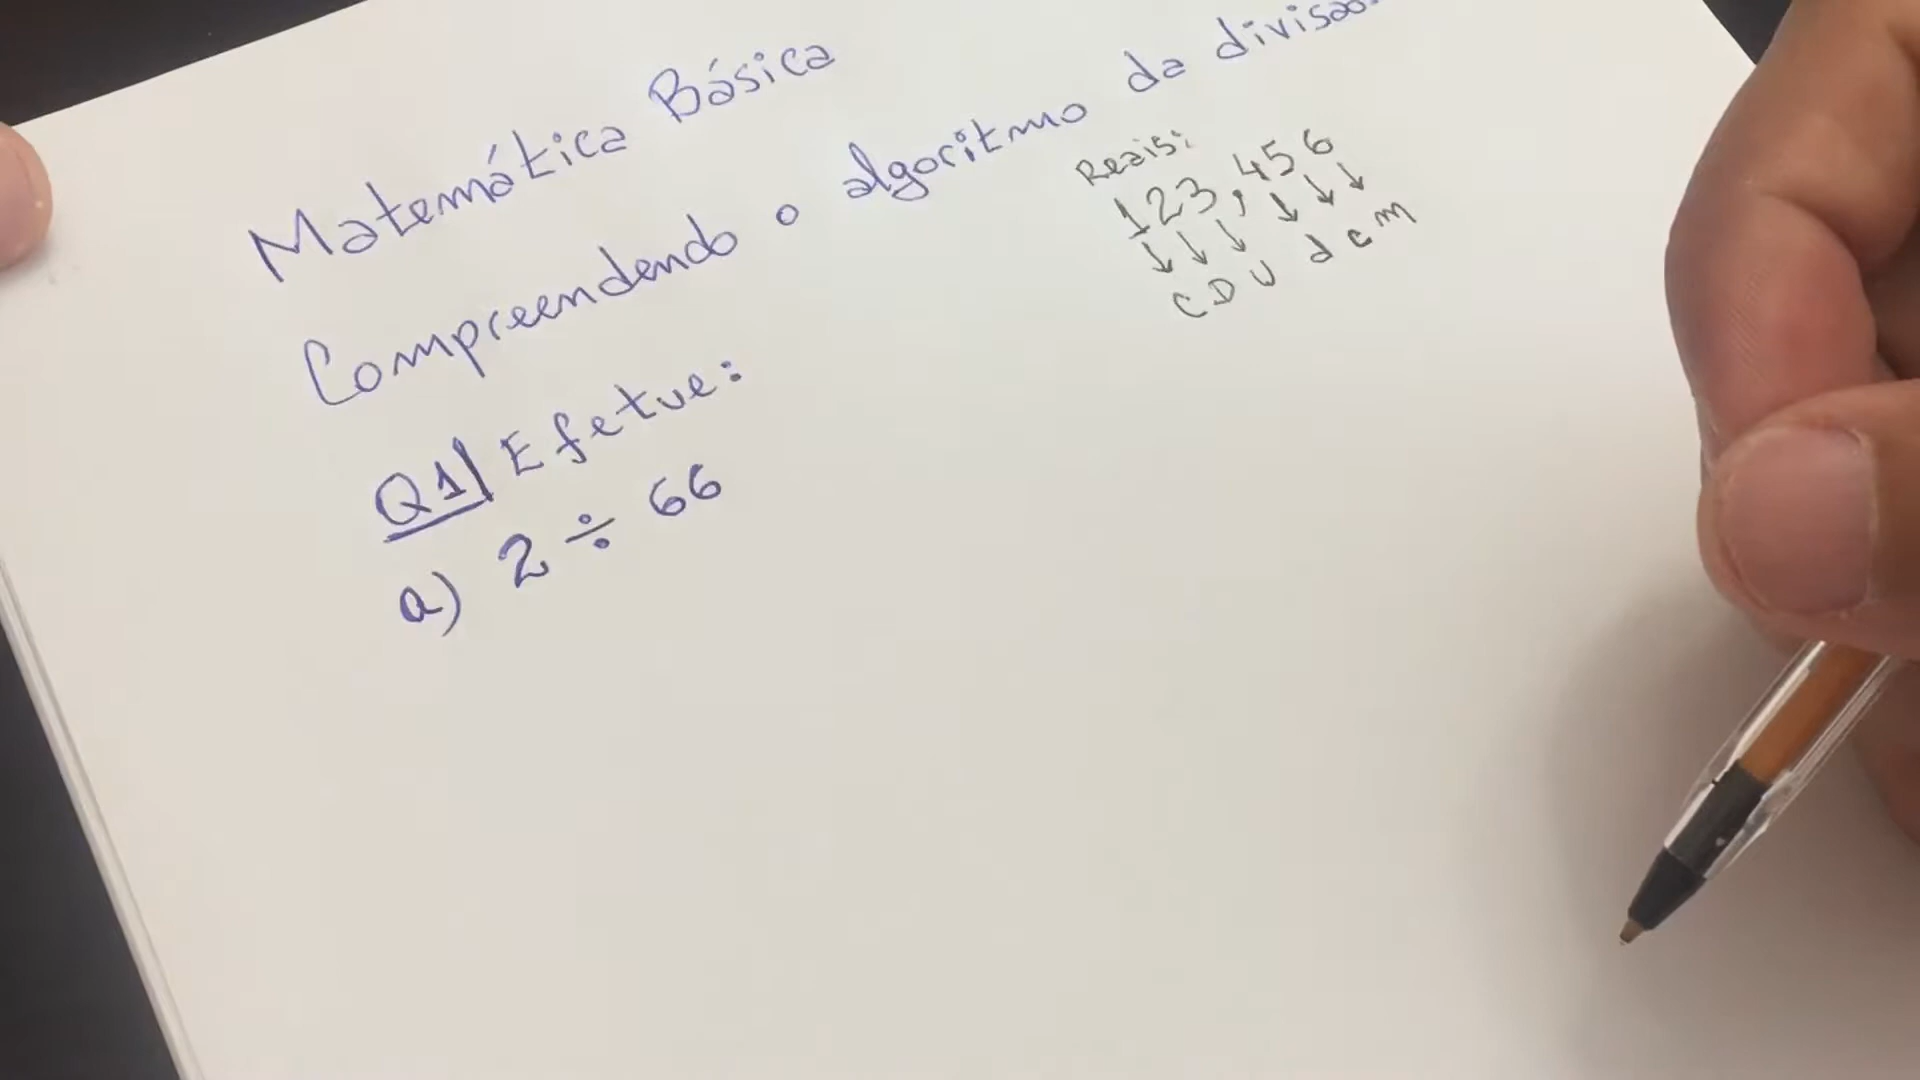 Matemática Básica
Compreendendo o algoritmo da divisão
Reais:
123,456
C D U d c m
Q1) Efetue:
a) 2 ÷ 66